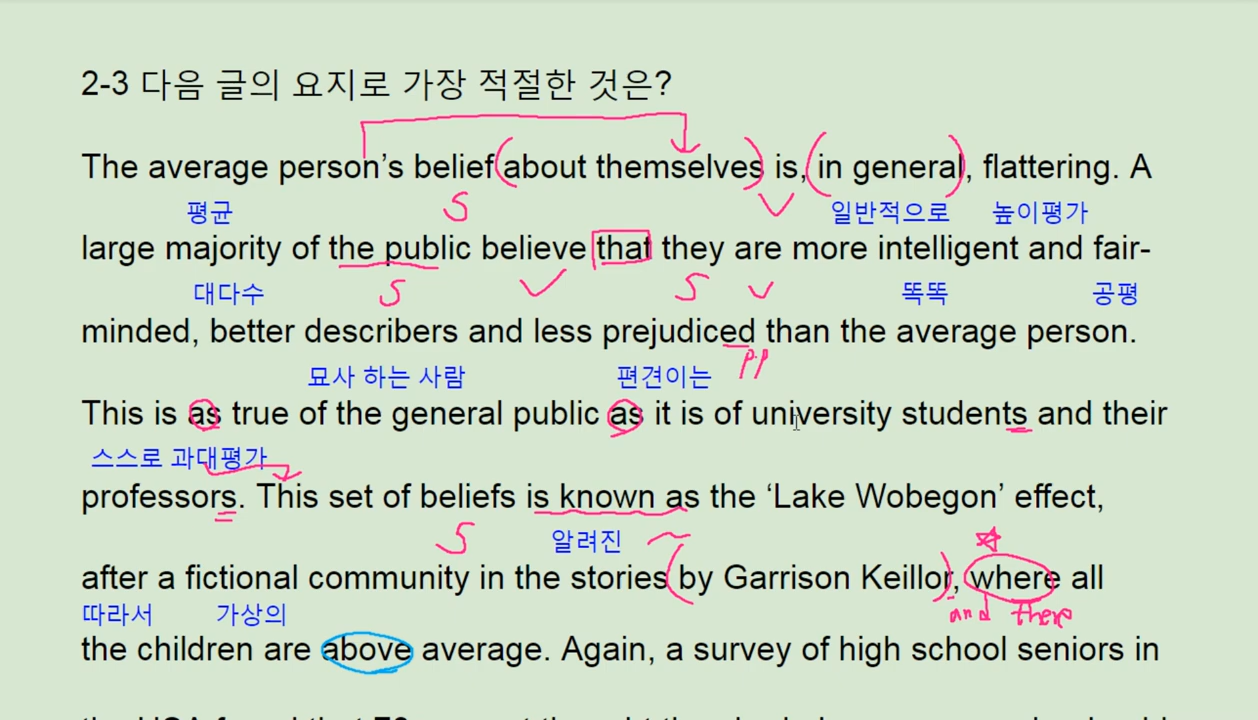 2-3 다음 글의 요지로 가장 적절한 것은?
The average person's belief about themselves is, in general, flattering. A
평균 S V 일반적으로 높이평가
large majority of the public believe that they are more intelligent and fair-
대다수 S V S V 똑똑 공평
minded, better describers and less prejudiced than the average person.
묘사 하는 사람 편견이는 p.p
This is as true of the general public as it is of university students and their
스스로 과대평가
professors. This set of beliefs is known as the ‘Lake Wobegon’ effect,
S 알려진
after a fictional community in the stories by Garrison Keillor, where all
따라서 가상의 and there
the children are above average. Again, a survey of high school seniors in